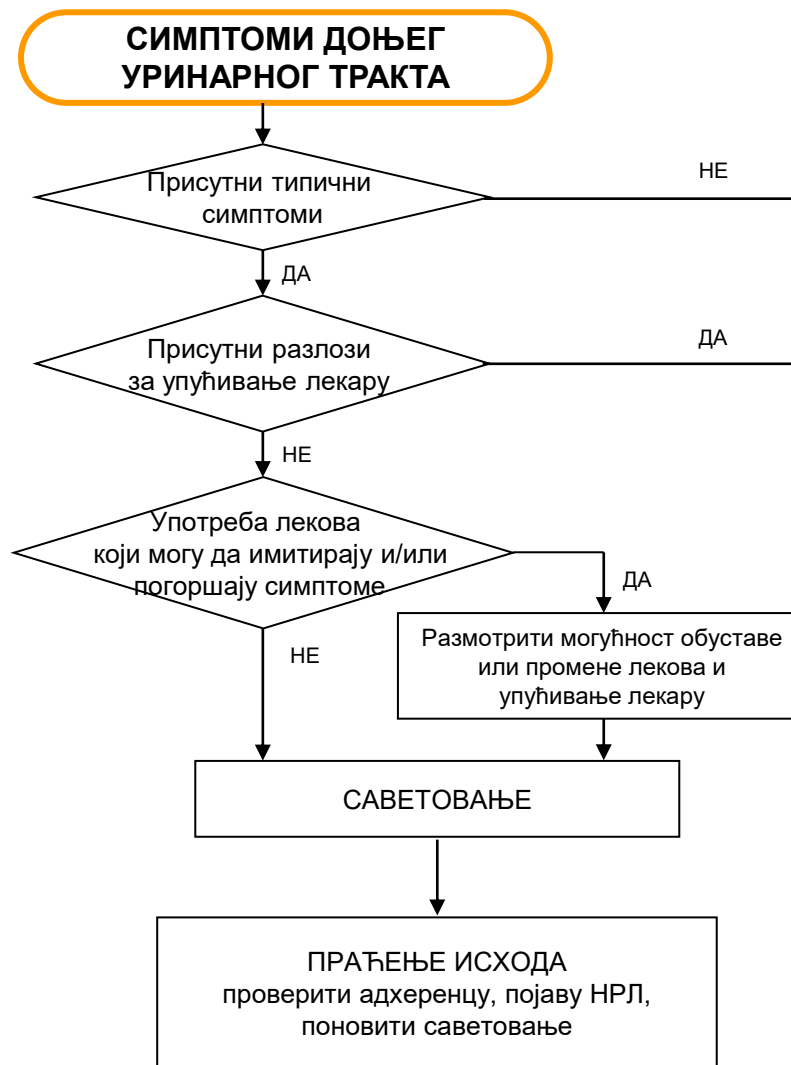 СИМПТОМИ ДОЊЕГ
УРИНАРНОГ ТРАКТА
Присутни типични
симптоми
НЕ
ДА
Присутни разлози
за упућивање лекару
ДА
НЕ
Употреба лекова
који могу да имитирају и/или
погоршају симптоме
ДА
НЕ
Размотрити могућност обуставе
или промене лекова и
упућивање лекару
САВЕТОВАЊЕ
ПРАЋЕЊЕ ИСХОДА
проверити адхеренцу, појаву НРЛ,
поновити саветовање